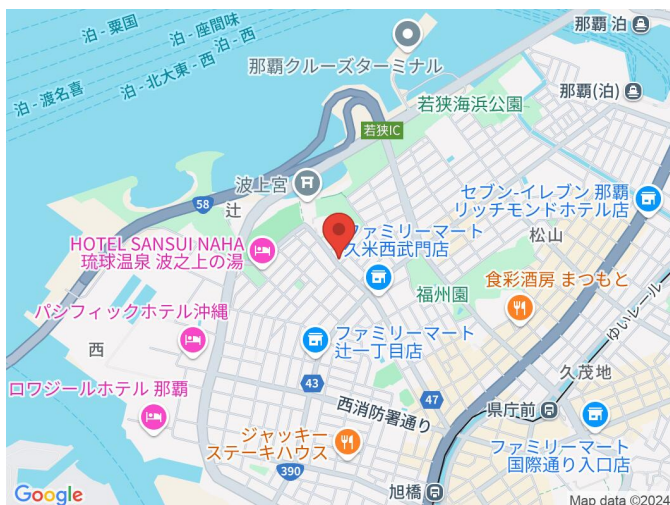 泊-粟国
泊-座間味
泊-西
泊-北大東-西
泊-渡名喜
那覇クルーズターミナル
那覇 泊
那覇(泊)
若狭海浜公園
若狭IC
波上宮
58
辻
セブン-イレブン 那覇
リッチモンドホテル店
松山
HOTEL SANSUI NAHA
琉球温泉 波之上の湯
ファミリーマート
久米西武門店
福州園
食彩酒房 まつもと
ゆいレール
パシフィックホテル沖縄
西
ファミリーマート
辻一丁目店
久茂地
43
ロワジールホテル 那覇
西消防署通り
47
県庁前
ジャッキー
ステーキハウス
ファミリーマート
国際通り入口店
390
旭橋
Google
Map data ©2024